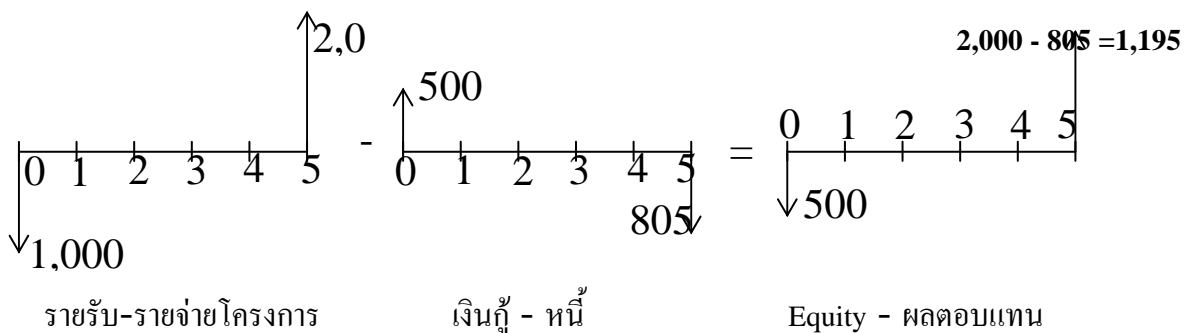 2,0
2,000 - 805 =1,195
500
0 1 2 3 4 5
-
0 1 2 3 4 5
=
0 1 2 3 4 5
1,000
805
500
รายรับ-รายจ่ายโครงการ
เงินกู้ - หนี้
Equity - ผลตอบแทน